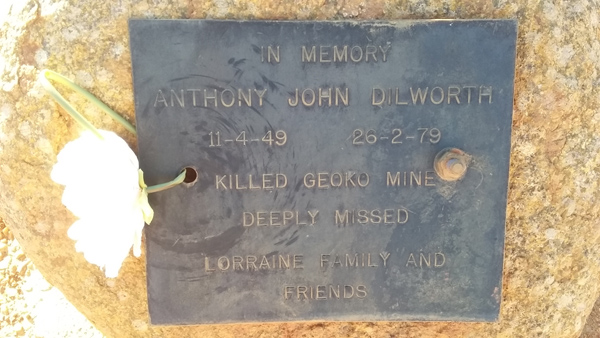 IN MEMORY
ANTHONY JOHN DILWORTH
11-4-49 26-2-79
KILLED GEOKO MINE
DEEPLY MISSED
LORRAINE FAMILY AND
FRIENDS